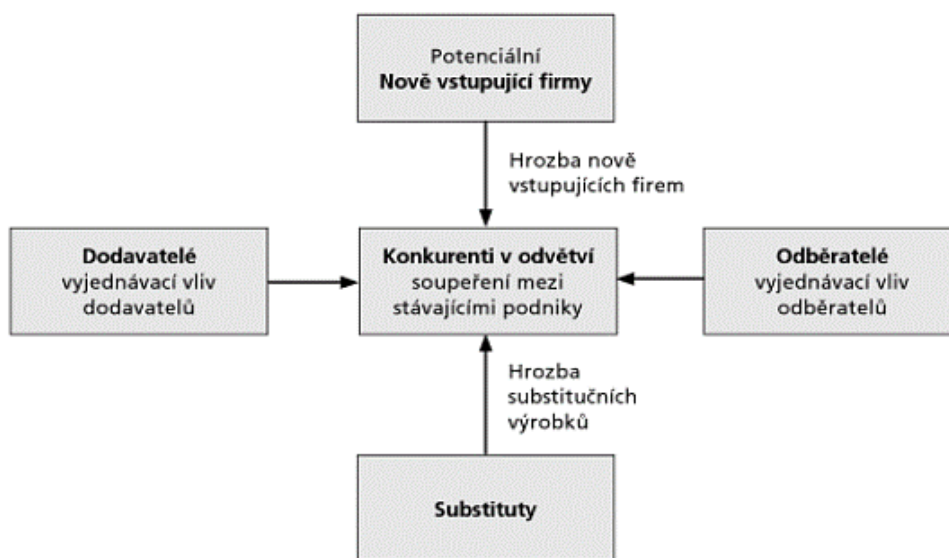 Potenciální
Nově vstupující firmy
Hrozba nově
vstupujících firem
Dodavatelé
vyjednávací vliv
dodavatelů
Konkurenti v odvětví
soupeření mezi
stávajícími podniky
Odběratelé
vyjednávací vliv
odběratelů
Hrozba
substitučních
výrobků
Substituty